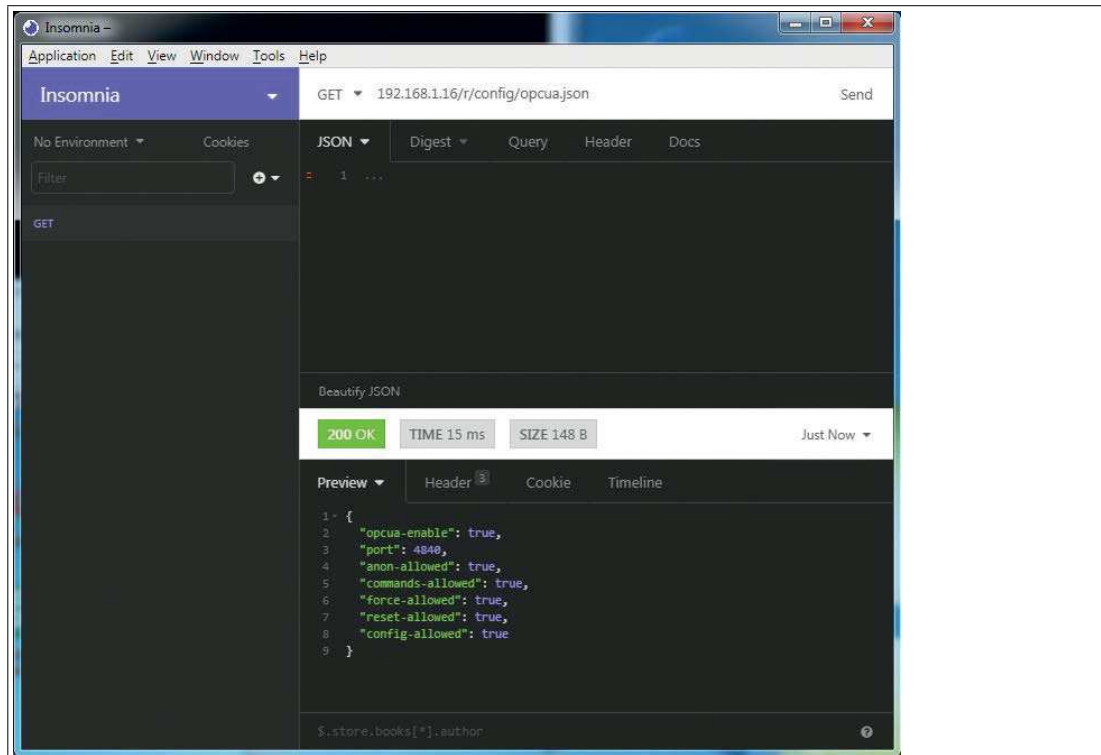 Insomnia –
Application Edit View Window Tools Help
Insomnia
GET 192.168.1.16/r/config/opcua.json Send
No Environment Cookies
JSON Digest Query Header Docs
Filter
1 ...
GET
Beautify JSON
200 OK TIME 15 ms SIZE 148 B Just Now
Preview Header 3 Cookie Timeline
1 {
2 "opcua-enable": true,
3 "port": 4840,
4 "anon-allowed": true,
5 "commands-allowed": true,
6 "force-allowed": true,
7 "reset-allowed": true,
8 "config-allowed": true
9 }
$.store.books[*].author